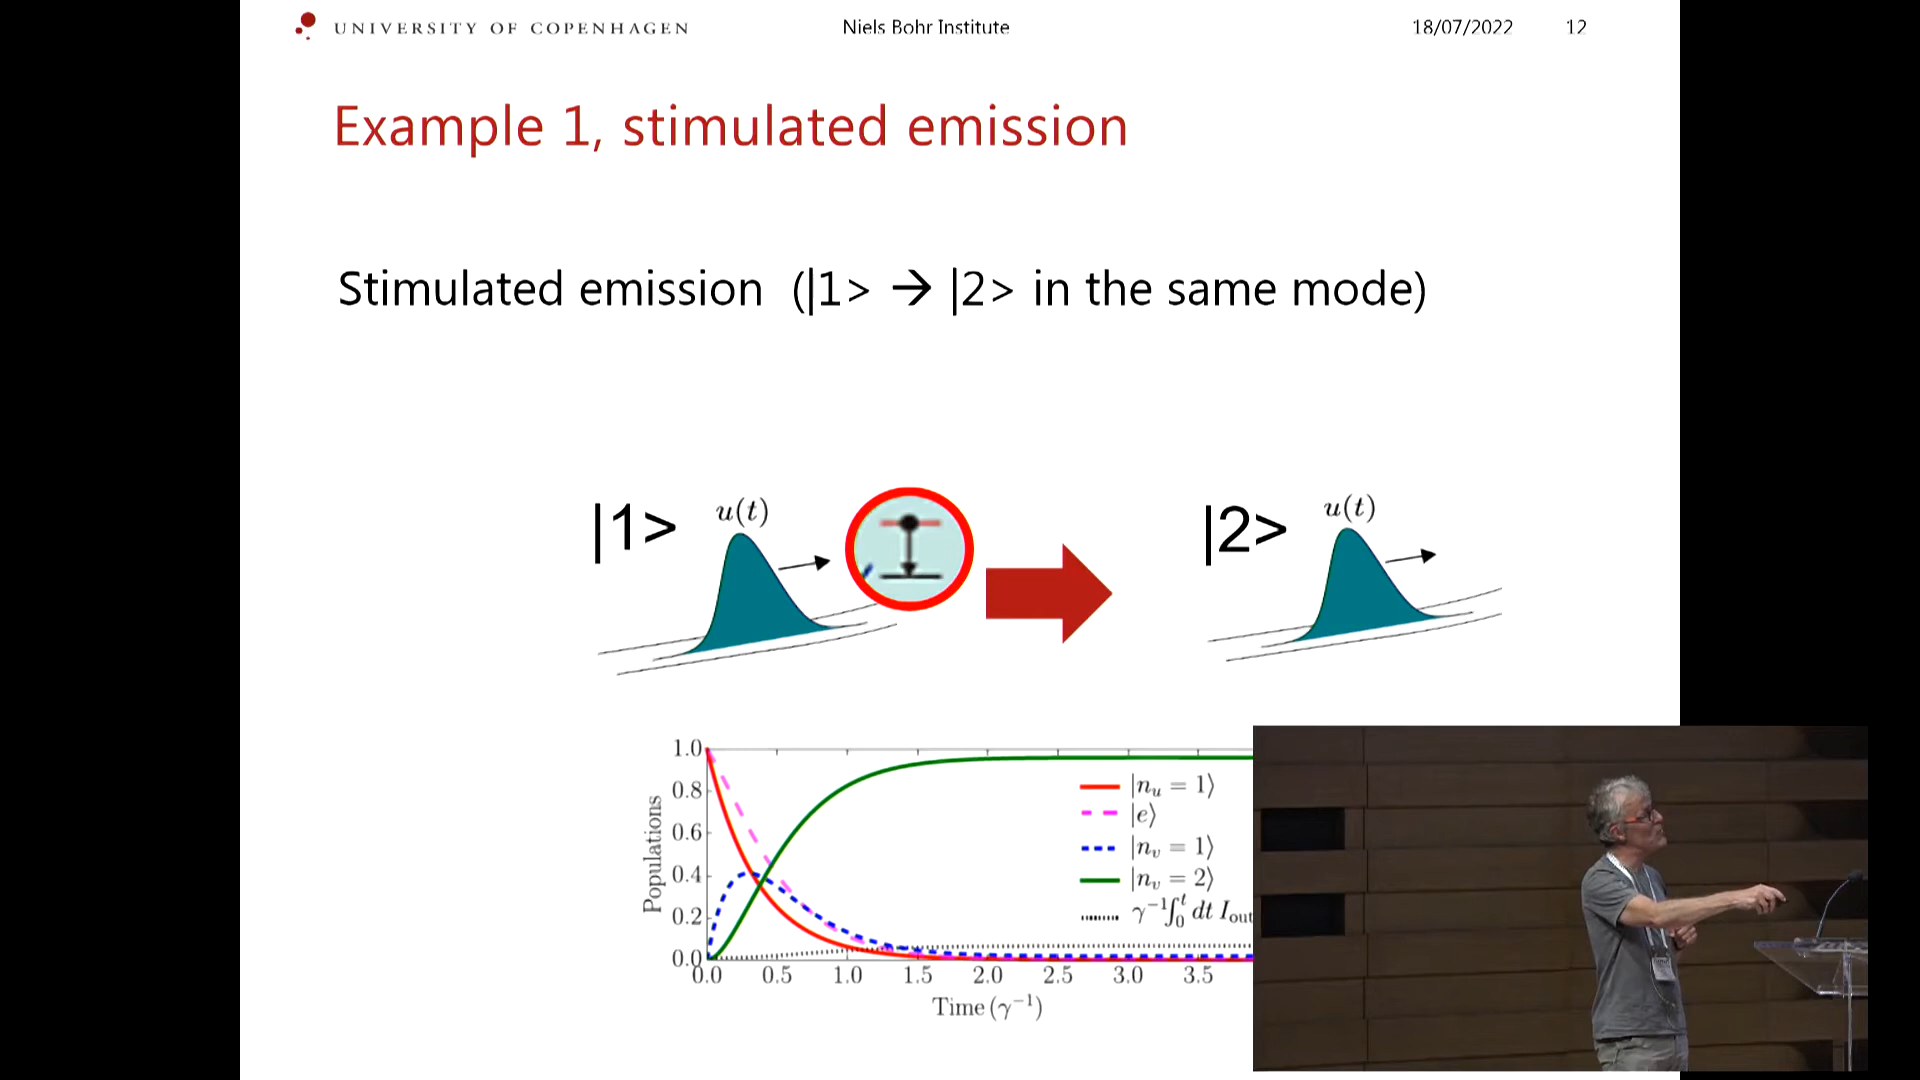 UNIVERSITY OF COPENHAGEN Niels Bohr Institute 18/07/2022 12
Example 1, stimulated emission
Stimulated emission (|1> → |2> in the same mode)
|1> u(t)
|2> u(t)
1.0
0.8
0.6
0.4
0.2
0.0
Populations
|n_u = 1⟩
|e⟩
|n_v = 1⟩
|n_v = 2⟩
γ⁻¹∫₀ᵗ dt I_out
0.0 0.5 1.0 1.5 2.0 2.5 3.0 3.5
Time (γ⁻¹)